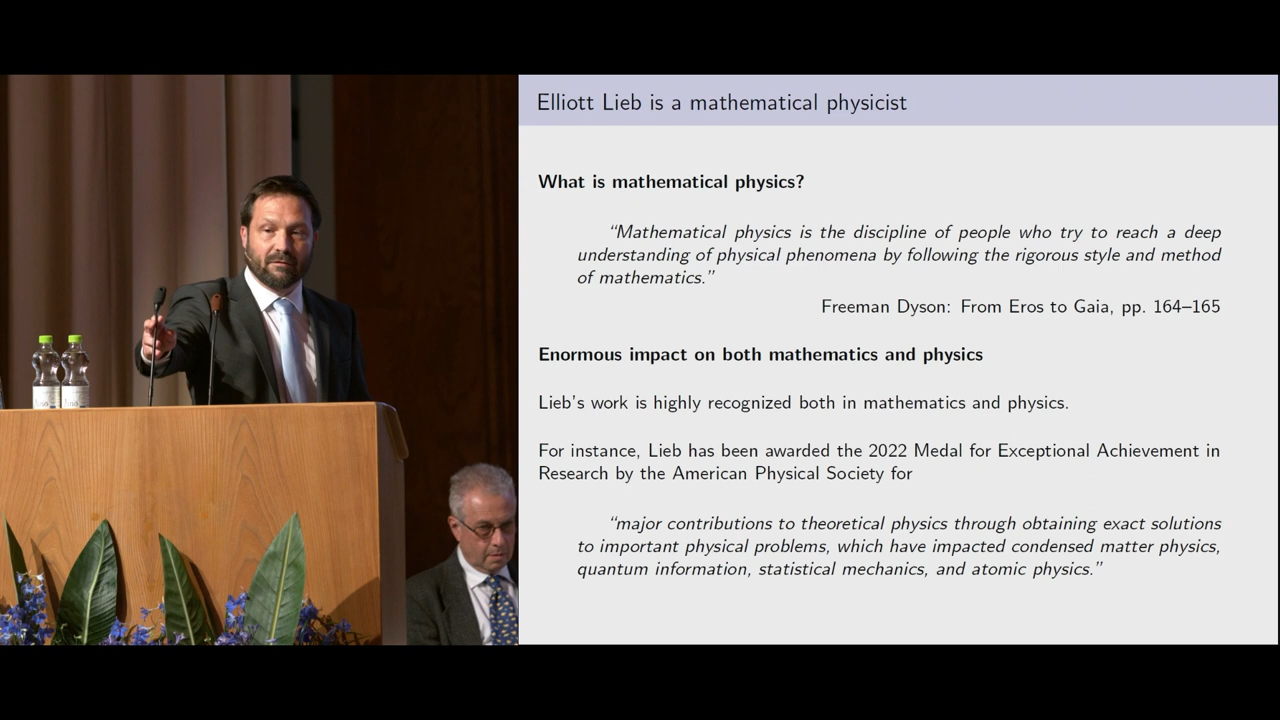 Elliott Lieb is a mathematical physicist
What is mathematical physics?
“Mathematical physics is the discipline of people who try to reach a deep
understanding of physical phenomena by following the rigorous style and method
of mathematics.”
Freeman Dyson: From Eros to Gaia, pp. 164–165
Enormous impact on both mathematics and physics
Lieb’s work is highly recognized both in mathematics and physics.
For instance, Lieb has been awarded the 2022 Medal for Exceptional Achievement in
Research by the American Physical Society for
“major contributions to theoretical physics through obtaining exact solutions
to important physical problems, which have impacted condensed matter physics,
quantum information, statistical mechanics, and atomic physics.”